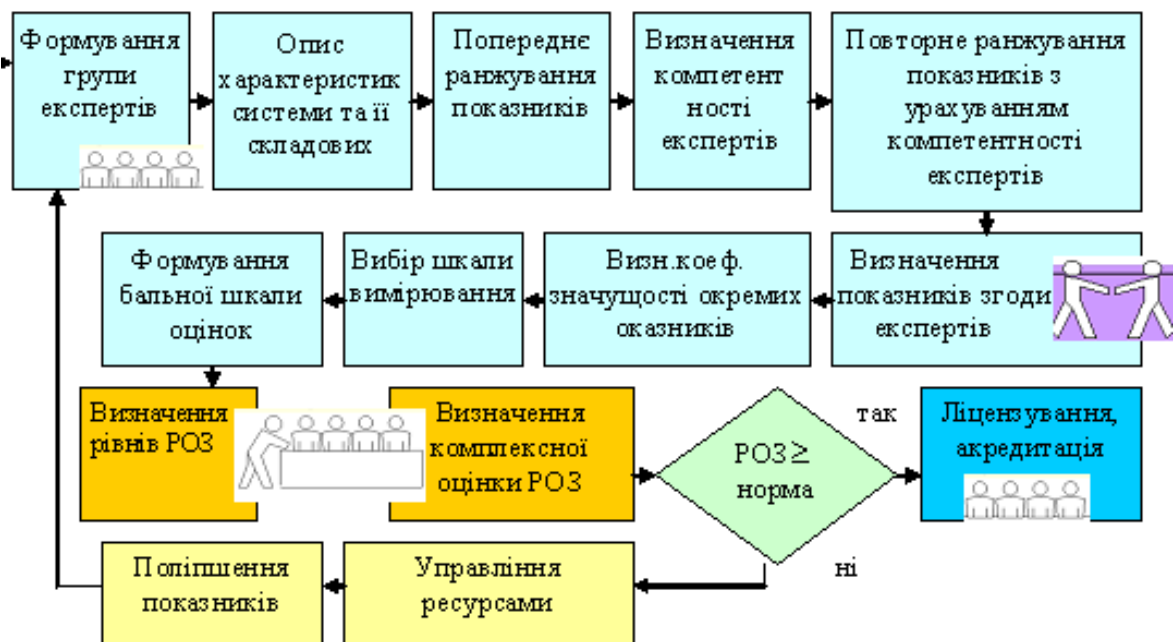 Формування
групи
експертів
Опис
характеристик
системи та її
складових
Попереднє
ранжування
показників
Визначення
компетент
ності
експертів
Повторне ранжування
показників з
урахуванням
компетентності
експертів
Визначення
показників згоди
експертів
Визн.коеф.
значущості окремих
оказників
Вибір шкали
вимірювання
Формування
бальної шкали
оцінок
Визначення
рівнів РОЗ
Визначення
комплексної
оцінки РОЗ
РОЗ ≥
норма
так
Ліцензування,
акредитація
ні
Управління
ресурсами
Поліпшення
показників